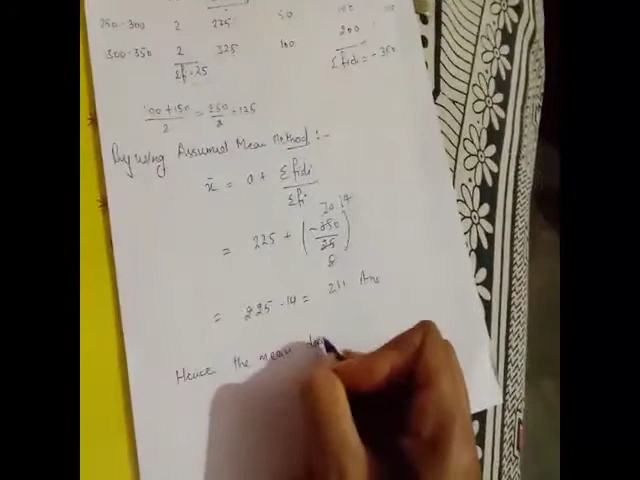 250-300 2 275 50 100
300-350 2 325 100 200
Σfi=25 Σfidi=-350
100+150/2 = 250/2 = 125
By using Assumed Mean Method :-
x̄ = a + Σfidi/Σfi
= 225 + (-350/25)
= 225-14 = 211 Ans
Hence the mean